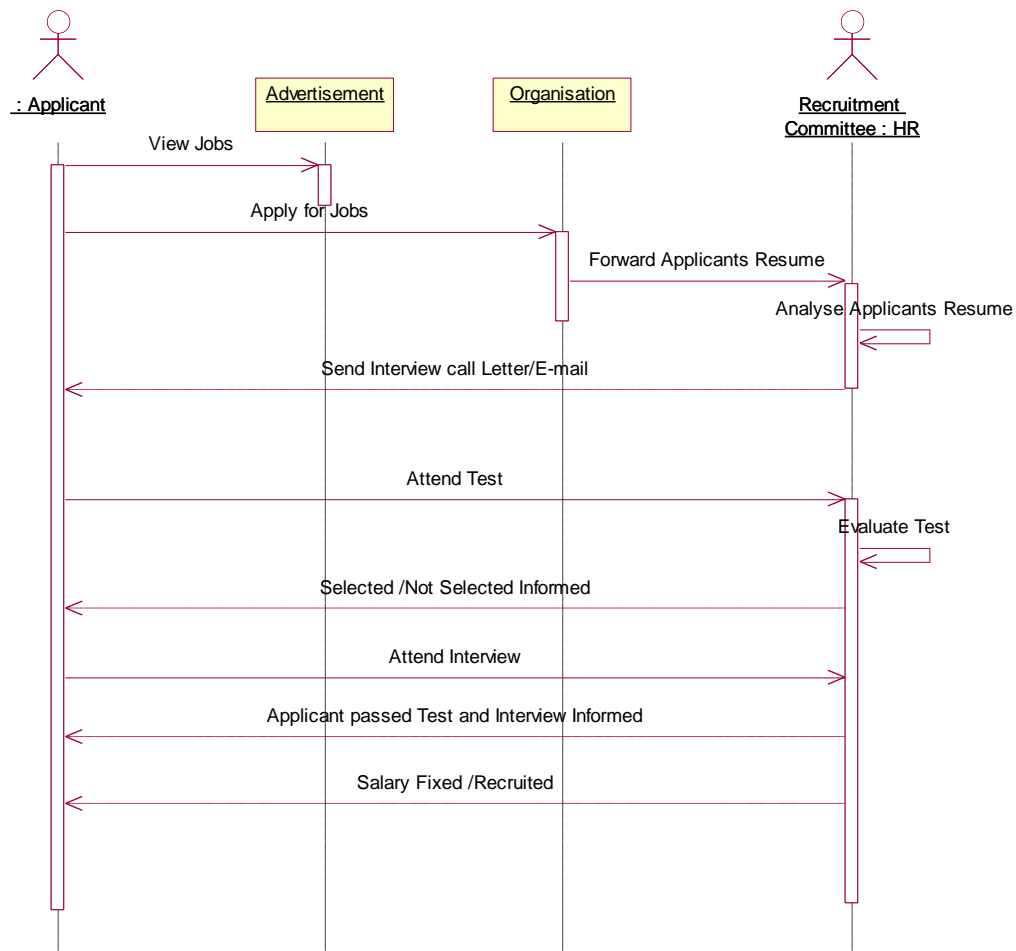 : Applicant
Advertisement
Organisation
Recruitment
Committee : HR
View Jobs
Apply for Jobs
Forward Applicants Resume
Analyse Applicants Resume
Send Interview call Letter/E-mail
Attend Test
Evaluate Test
Selected /Not Selected Informed
Attend Interview
Applicant passed Test and Interview Informed
Salary Fixed /Recruited